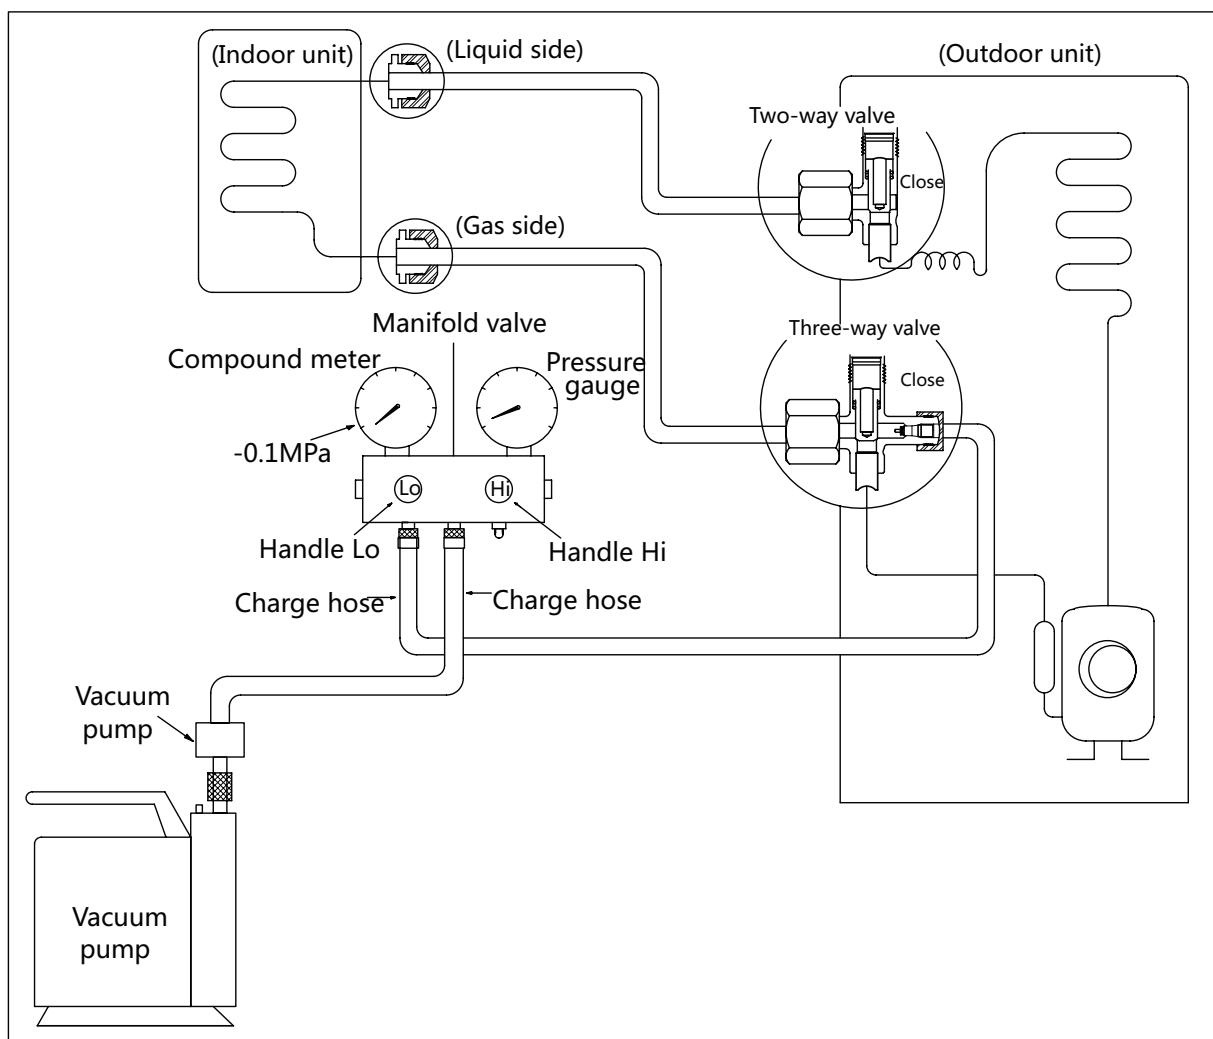 (Indoor unit)
(Liquid side)
(Outdoor unit)
Two-way valve
Close
(Gas side)
Manifold valve
Three-way valve
Compound meter
Pressure
gauge
Close
-0.1MPa
Lo
Hi
Handle Lo
Handle Hi
Charge hose
Charge hose
Vacuum
pump
Vacuum
pump